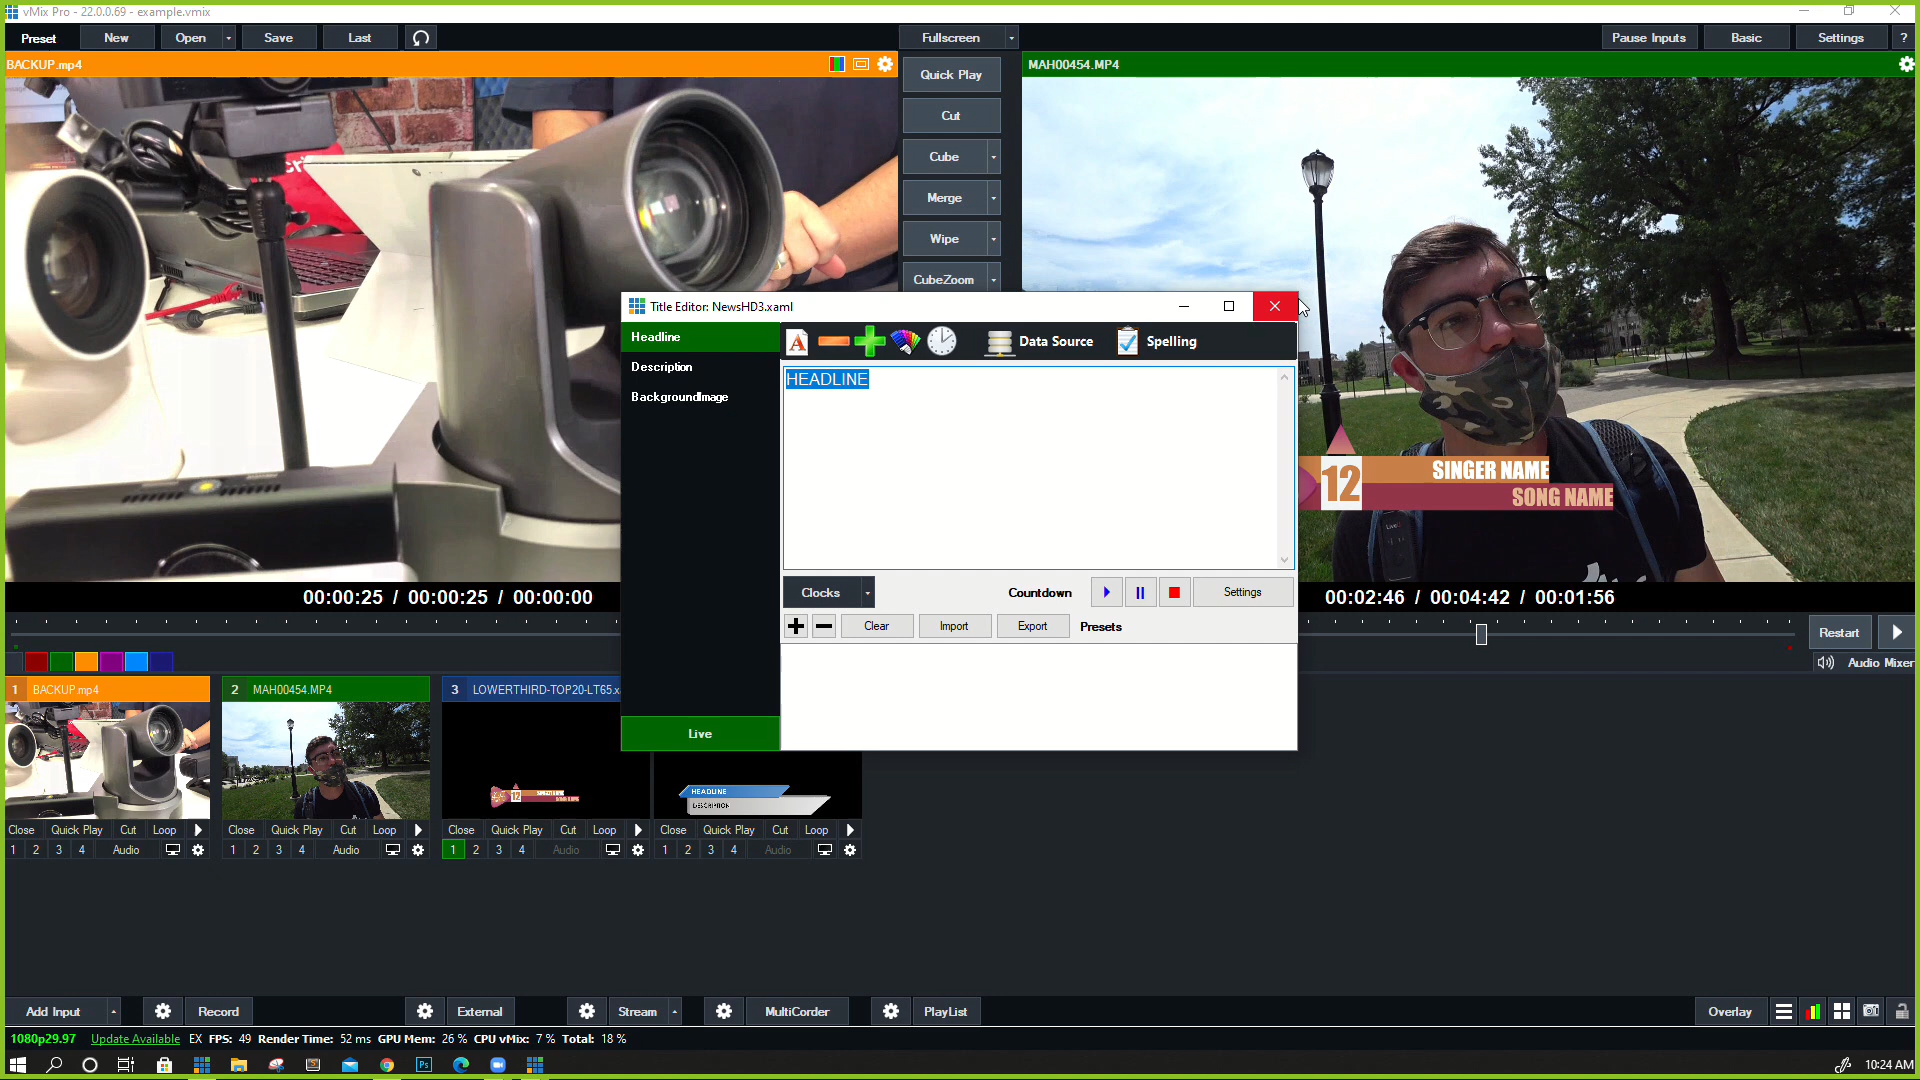 vMix Pro - 22.0.0.69 - example.vmix
Preset New Open Save Last Fullscreen Pause Inputs Basic Settings ?
BACKUP.mp4
MAH00454.MP4
Quick Play
Cut
Cube
Merge
Wipe
CubeZoom
Title Editor: NewsHD3.xaml
Headline
Description
BackgroundImage
Live
A Data Source Spelling
HEADLINE
Clocks Countdown Settings
Clear Import Export Presets
12 SINGER NAME
SONG NAME
00:00:25 / 00:00:25 / 00:00:00
00:02:46 / 00:04:42 / 00:01:56
Restart
Audio Mixer
1 BACKUP.mp4
2 MAH00454.MP4
3 LOWERTHIRD-TOP20-LT65.x
12 SINGER NAME
SONG NAME
HEADLINE
DESCRIPTION
Close Quick Play Cut Loop
1 2 3 4 Audio
Close Quick Play Cut Loop
1 2 3 4 Audio
Close Quick Play Cut Loop
1 2 3 4 Audio
Close Quick Play Cut Loop
1 2 3 4 Audio
Add Input Record External Stream MultiCorder PlayList Overlay
1080p29.97 Update Available EX FPS: 49 Render Time: 52 ms GPU Mem: 26 % CPU vMix: 7 % Total: 18 %
Ps
10:24 AM